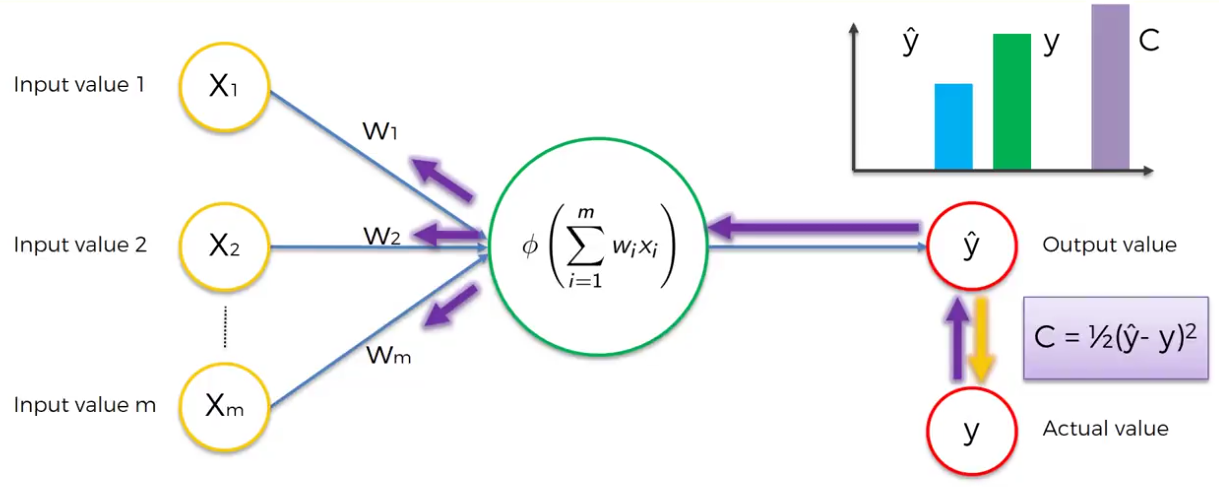 ŷ y C
Input value 1 X₁
W₁
Input value 2 X₂ W₂ ϕ(∑ᵢ₌₁ᵐ wᵢxᵢ) ŷ Output value
C = ½(ŷ- y)²
Wₘ
Input value m Xₘ
y Actual value